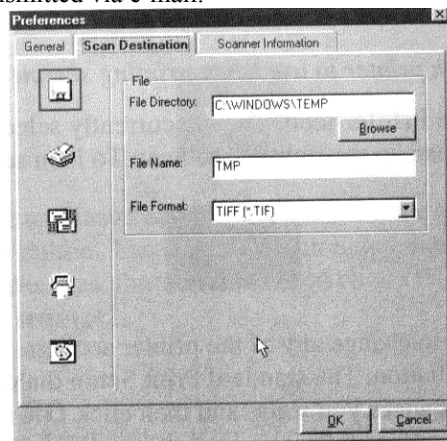 via e-mail.
Preferences
General Scan Destination Scanner Information
File
File Directory: C:\WINDOWS\TEMP
Browse
File Name: TMP
File Format: TIFF (*.TIF)
OK Cancel